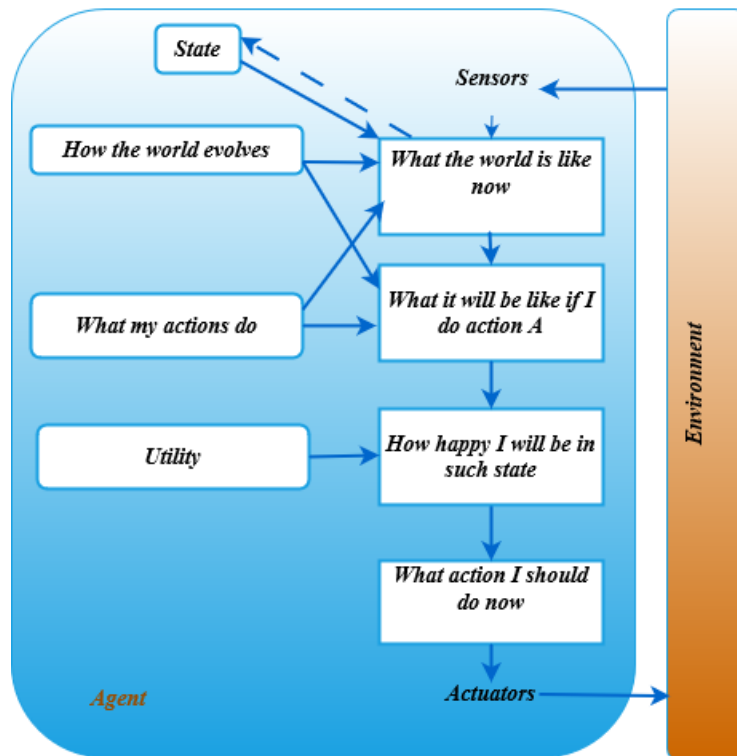 State
Sensors
How the world evolves
What the world is like
now
What my actions do
What it will be like if I
do action A
Environment
Utility
How happy I will be in
such state
What action I should
do now
Agent
Actuators